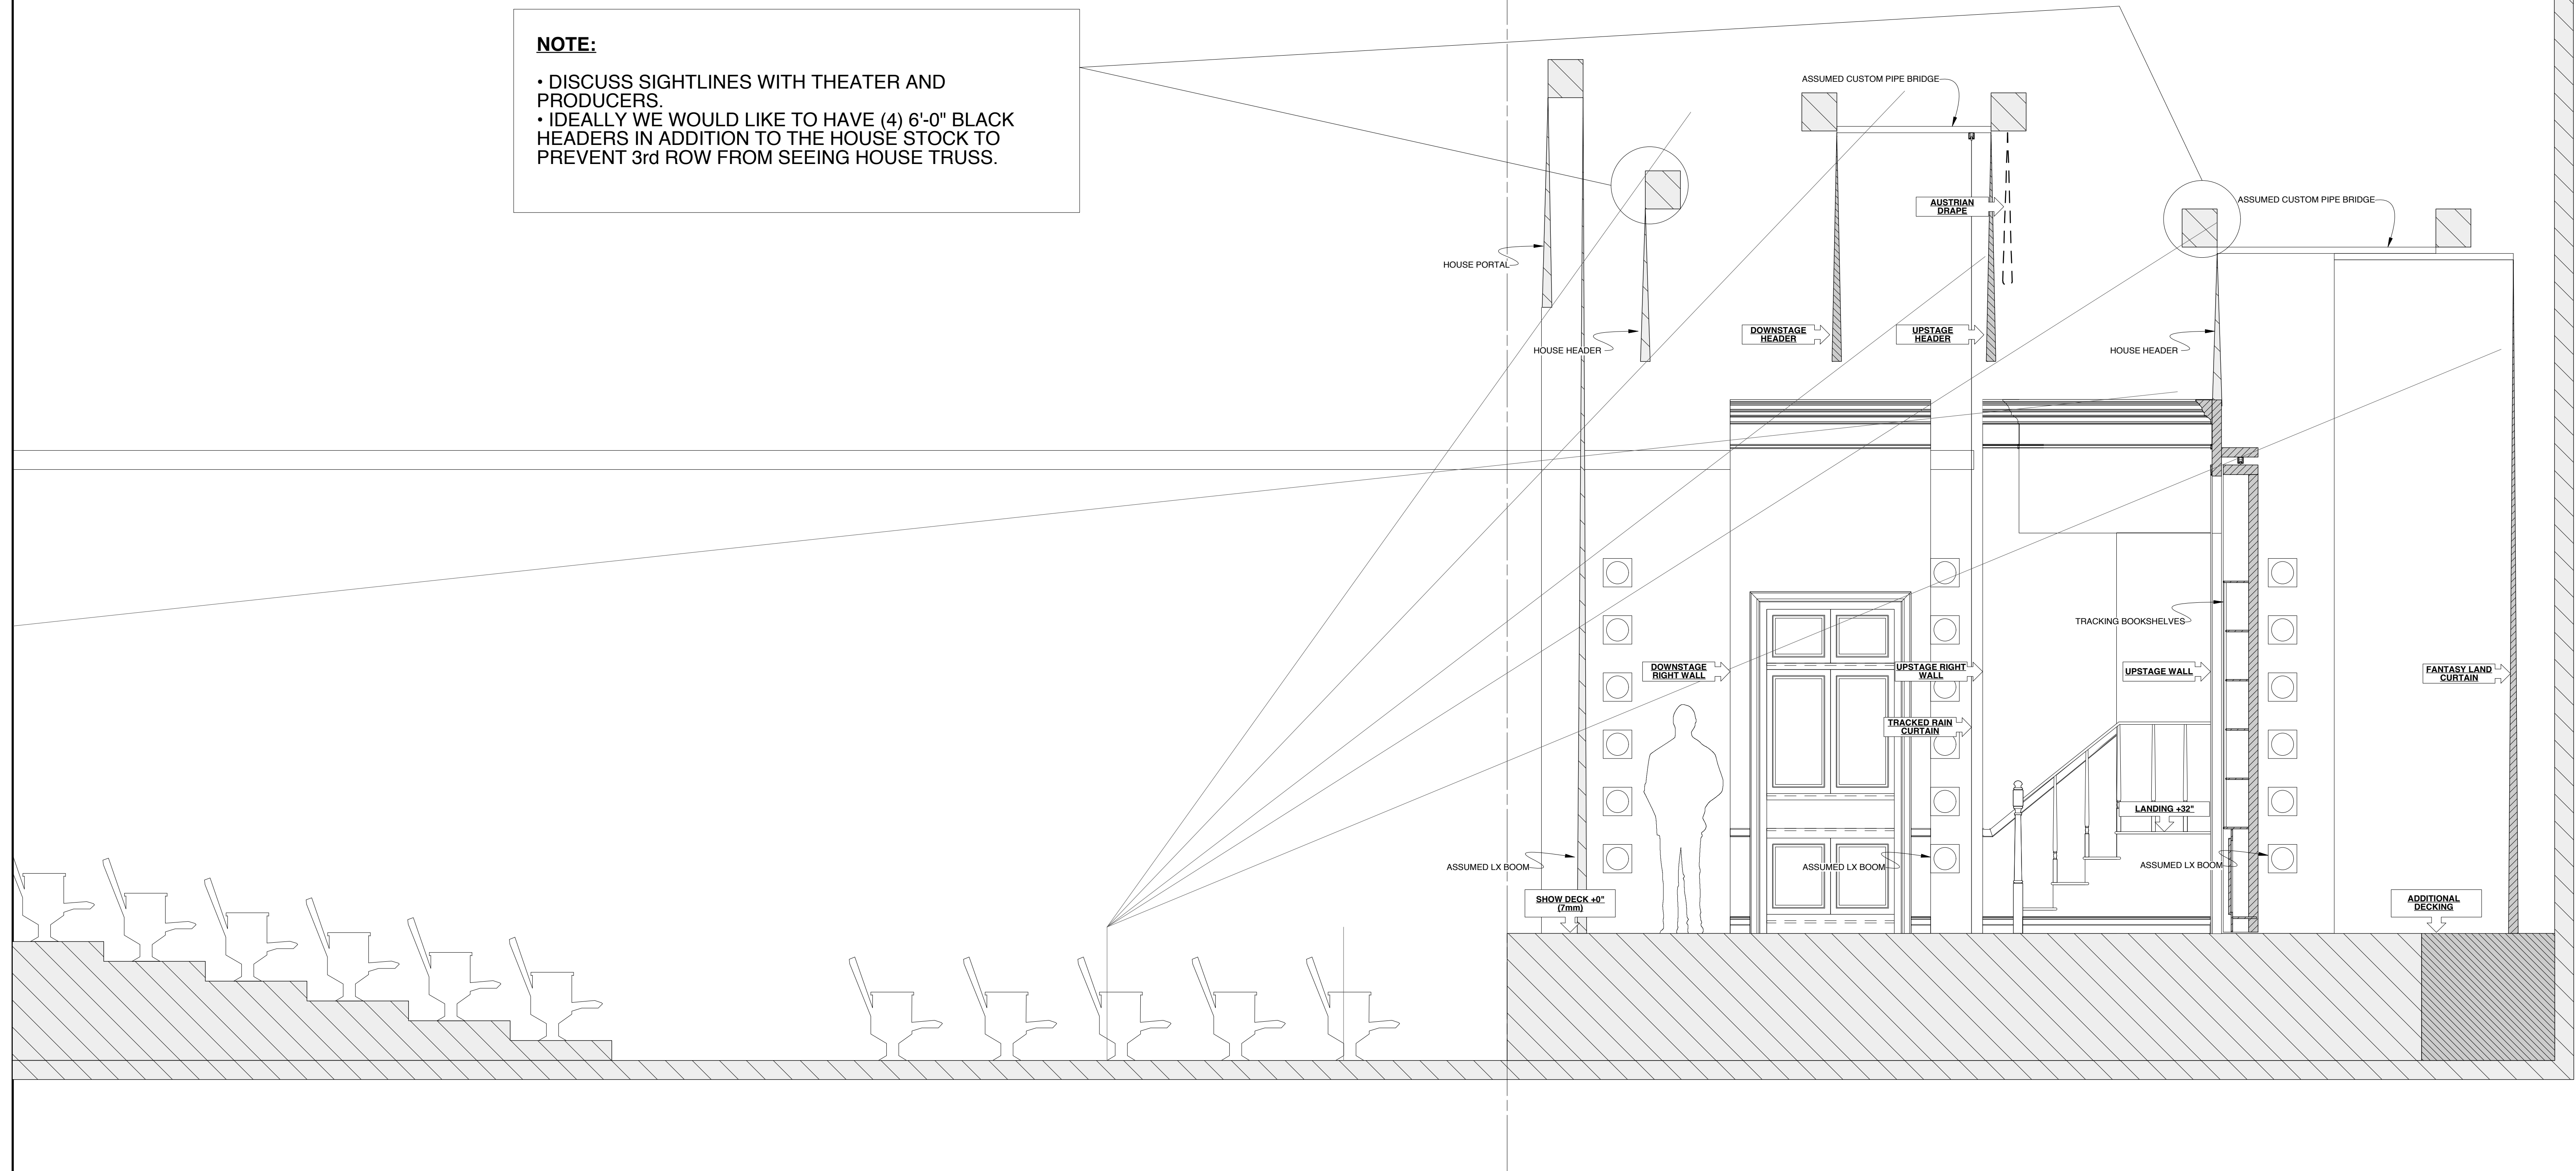 NOTE:
• DISCUSS SIGHTLINES WITH THEATER AND
PRODUCERS.
• IDEALLY WE WOULD LIKE TO HAVE (4) 6'-0" BLACK
HEADERS IN ADDITION TO THE HOUSE STOCK TO
PREVENT 3rd ROW FROM SEEING HOUSE TRUSS.
ASSUMED CUSTOM PIPE BRIDGE
AUSTRIAN
DRAPE
ASSUMED CUSTOM PIPE BRIDGE
HOUSE PORTAL
HOUSE HEADER
DOWNSTAGE
HEADER
UPSTAGE
HEADER
HOUSE HEADER
TRACKING BOOKSHELVES
DOWNSTAGE
RIGHT WALL
UPSTAGE RIGHT
WALL
UPSTAGE WALL
FANTASY LAND
CURTAIN
TRACKED RAIN
CURTAIN
LANDING +32"
ASSUMED LX BOOM
ASSUMED LX BOOM
ASSUMED LX BOOM
SHOW DECK +0"
(7mm)
ADDITIONAL
DECKING